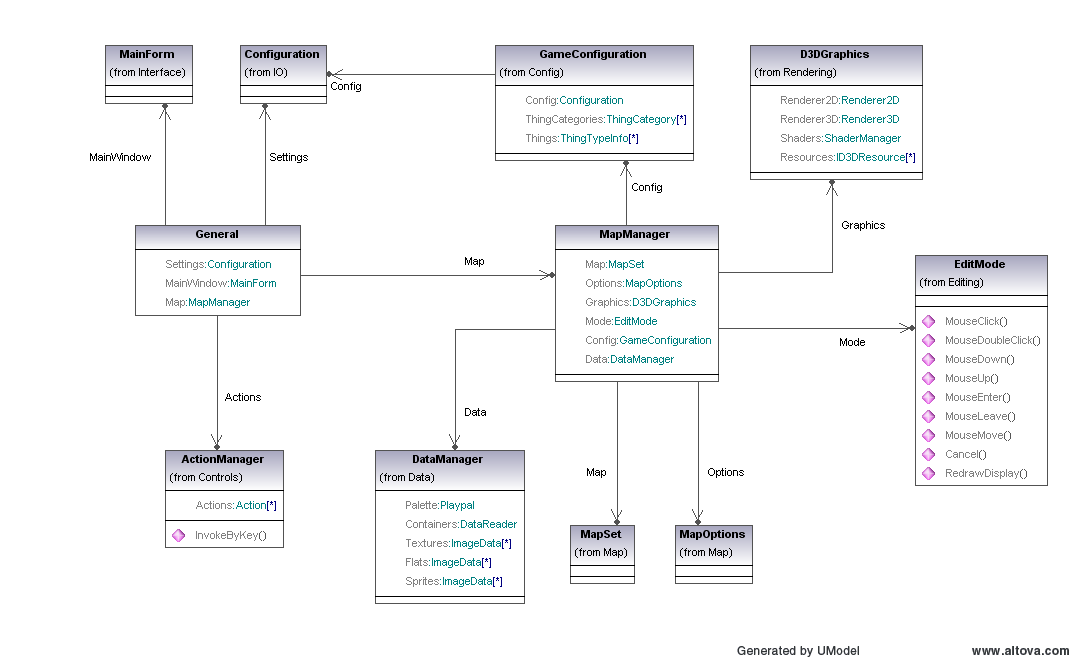 MainForm
(from Interface)
Configuration
(from IO)
GameConfiguration
(from Config)
Config:Configuration
ThingCategories:ThingCategory[*]
Things:ThingTypeInfo[*]
D3DGraphics
(from Rendering)
Renderer2D:Renderer2D
Renderer3D:Renderer3D
Shaders:ShaderManager
Resources:ID3DResource[*]
Config
MainWindow
Settings
Config
Graphics
General
Settings:Configuration
MainWindow:MainForm
Map:MapManager
Map
MapManager
Map:MapSet
Options:MapOptions
Graphics:D3DGraphics
Mode:EditMode
Config:GameConfiguration
Data:DataManager
Mode
EditMode
(from Editing)
MouseClick()
MouseDoubleClick()
MouseDown()
MouseUp()
MouseEnter()
MouseLeave()
MouseMove()
Cancel()
RedrawDisplay()
Actions
Data
Map
Options
ActionManager
(from Controls)
Actions:Action[*]
InvokeByKey()
DataManager
(from Data)
Palette:Playpal
Containers:DataReader
Textures:ImageData[*]
Flats:ImageData[*]
Sprites:ImageData[*]
MapSet
(from Map)
MapOptions
(from Map)
Generated by UModel
www.altova.com